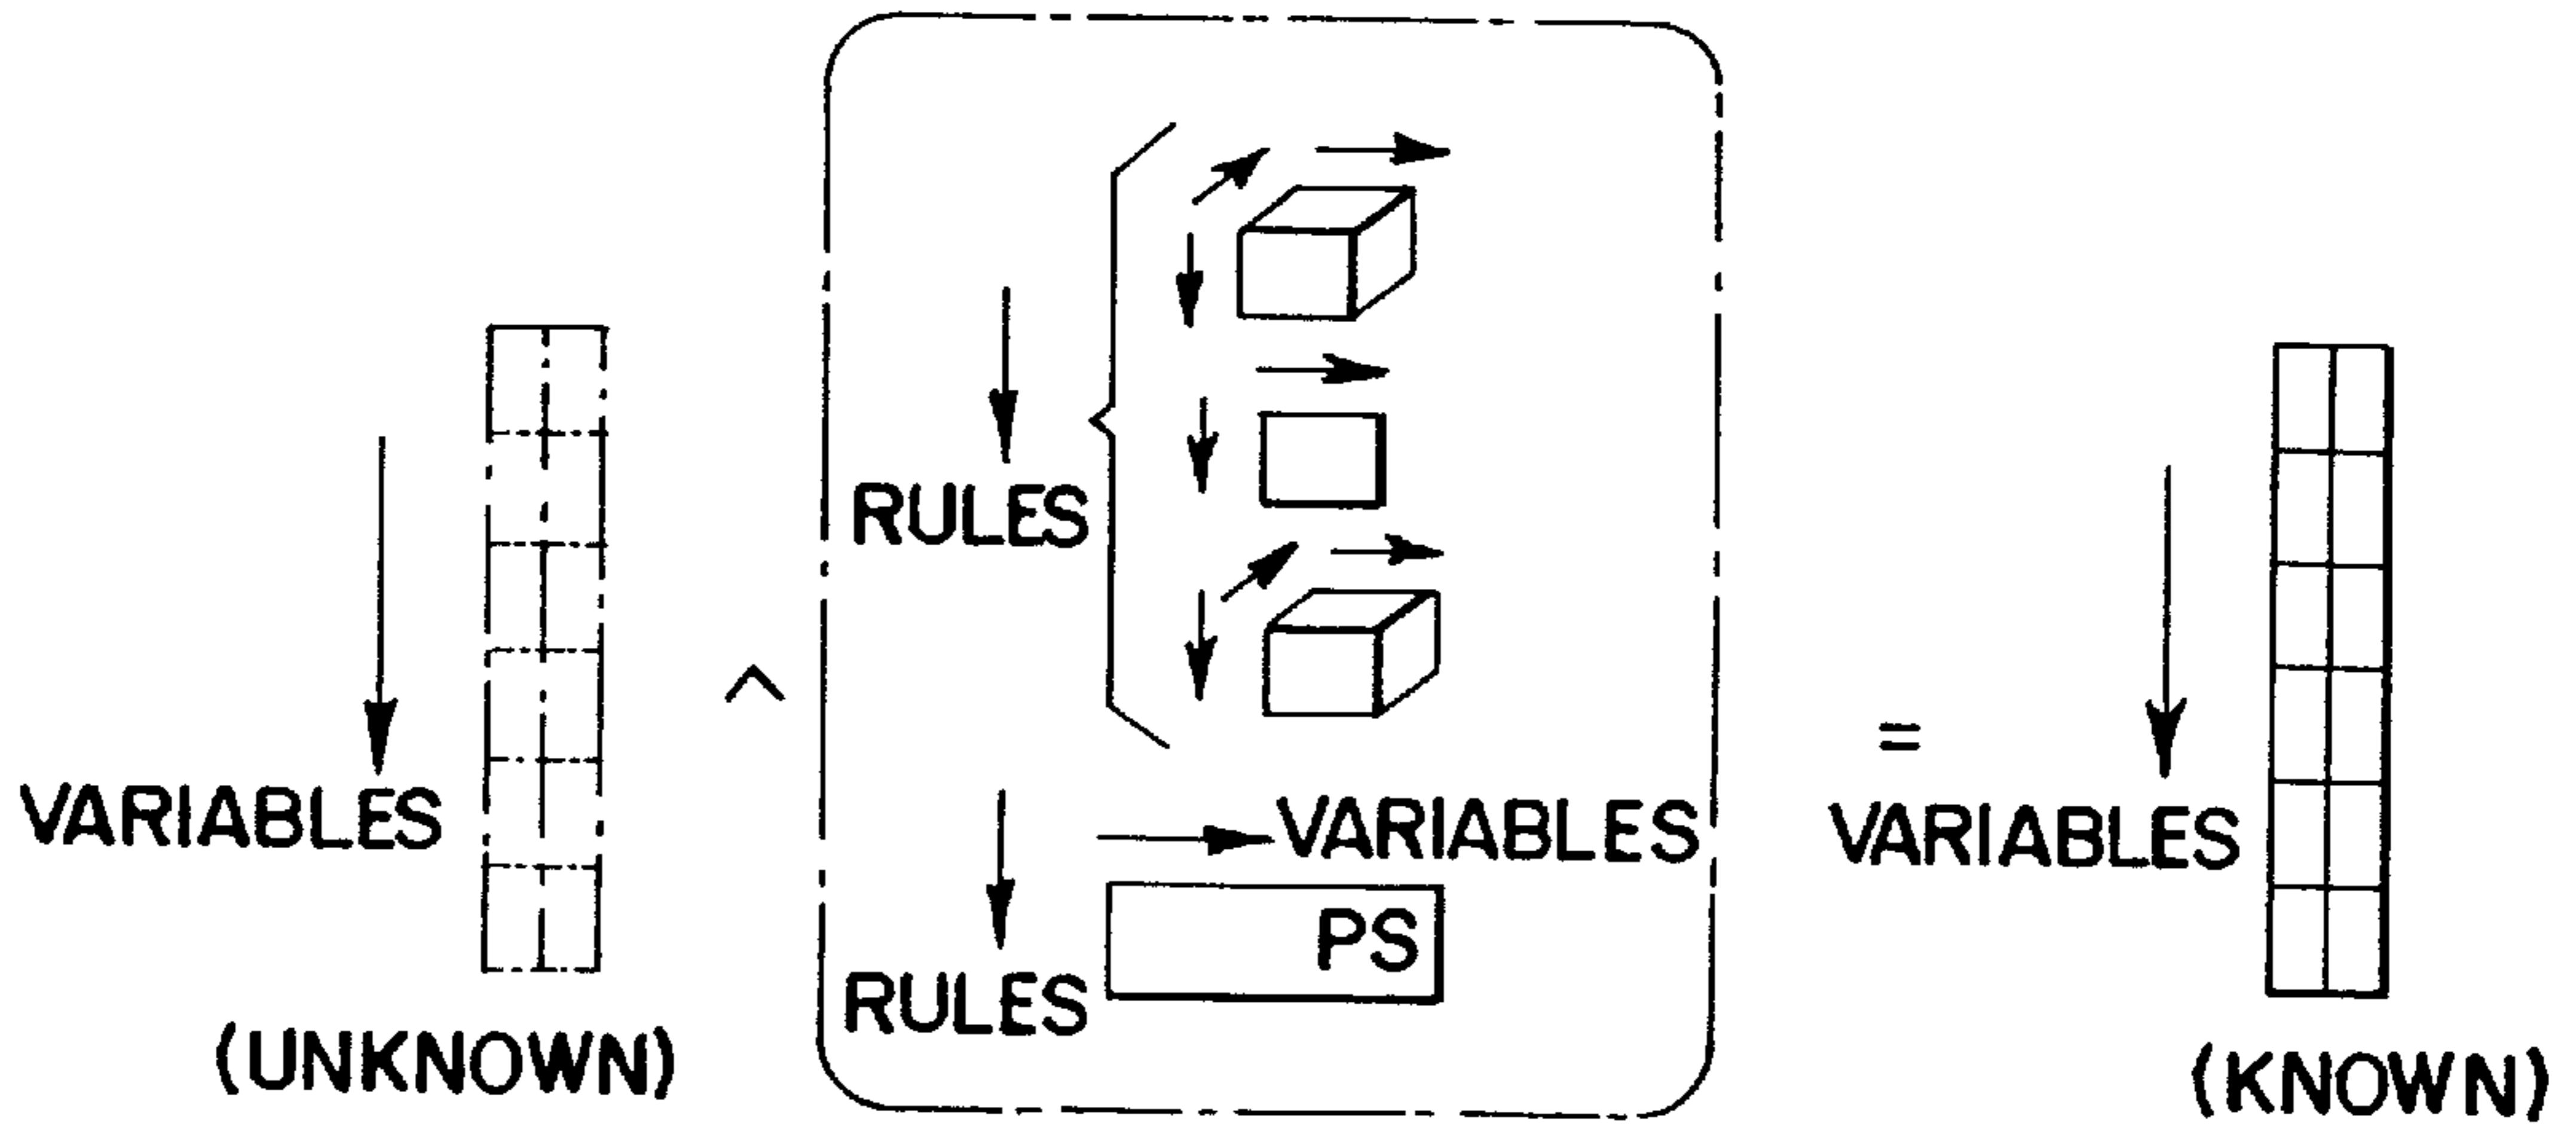 RULES
VARIABLES
^
=
VARIABLES
VARIABLES
PS
RULES
(UNKNOWN)
(KNOWN)